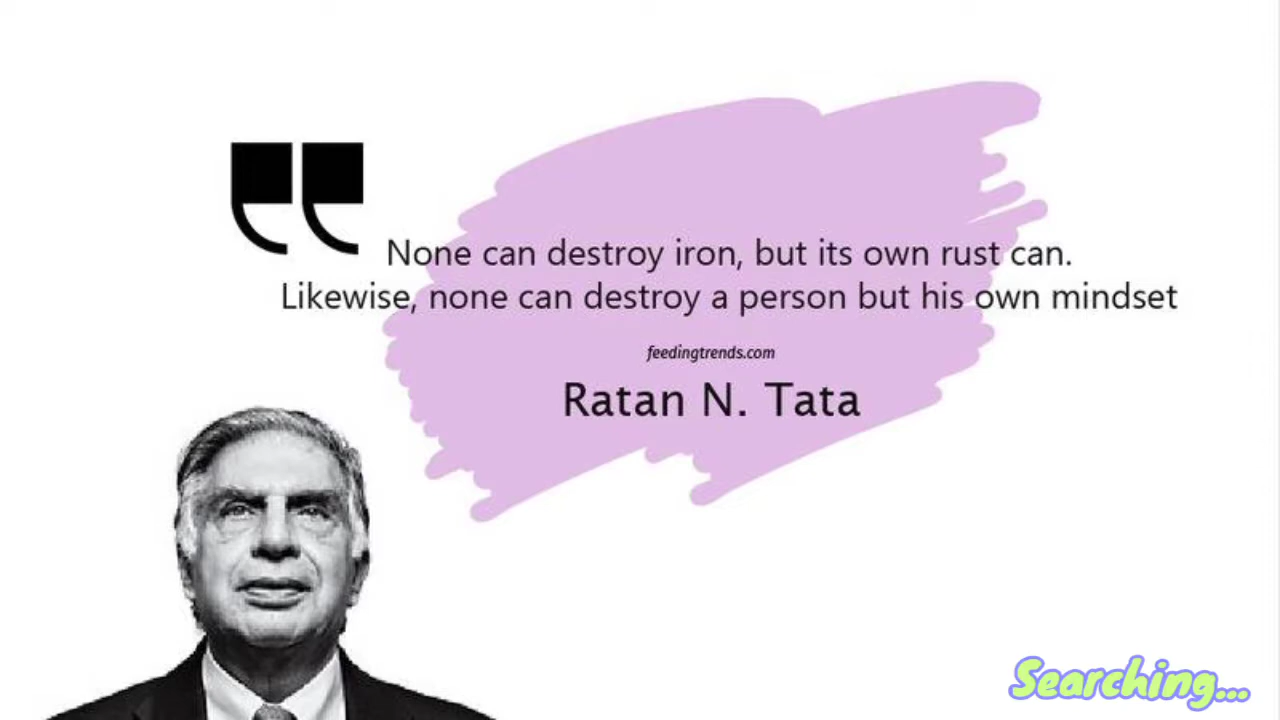 None can destroy iron, but its own rust can.
Likewise, none can destroy a person but his own mindset
feedingtrends.com
Ratan N. Tata
Searching...